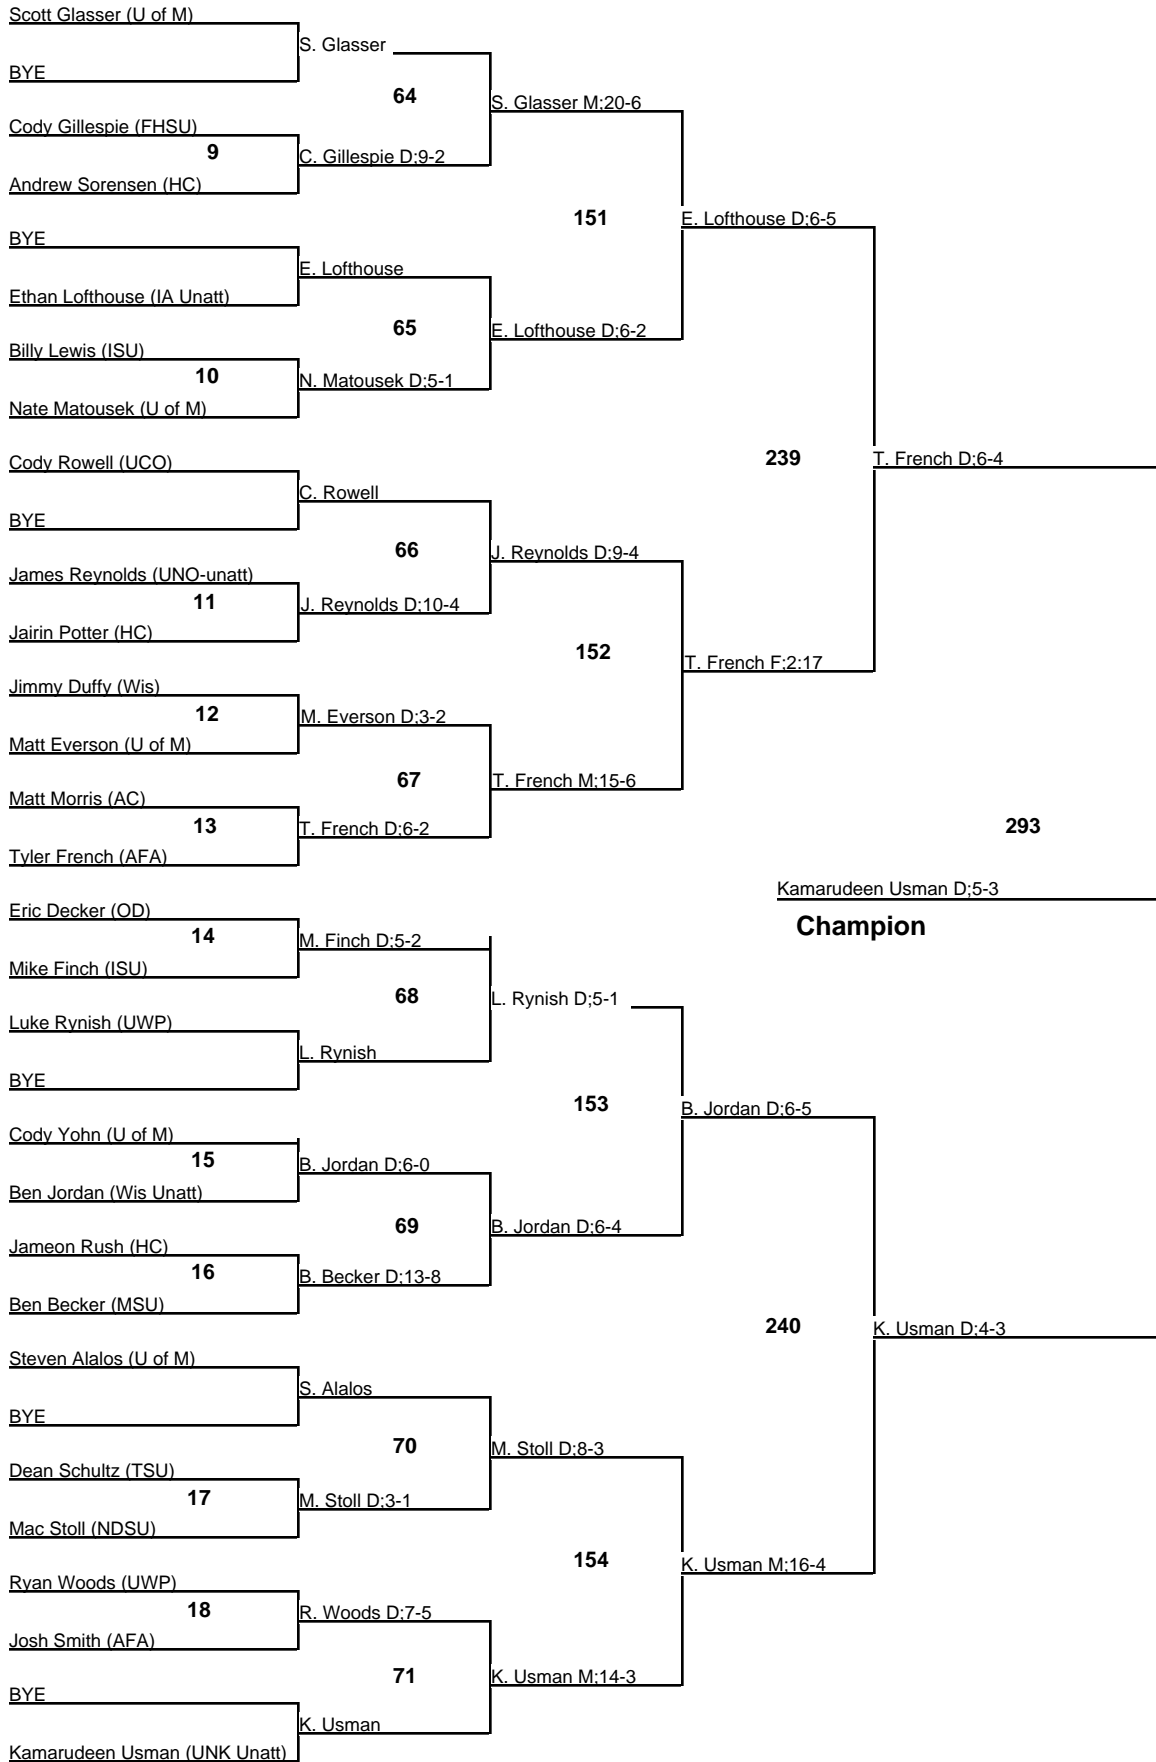 Scott Glasser (U of M)
S. Glasser
BYE
64
S. Glasser M;20-6
Cody Gillespie (FHSU)
9
C. Gillespie D;9-2
Andrew Sorensen (HC)
151
E. Lofthouse D;6-5
BYE
E. Lofthouse
Ethan Lofthouse (IA Unatt)
65
E. Lofthouse D;6-2
Billy Lewis (ISU)
10
N. Matousek D;5-1
Nate Matousek (U of M)
239
T. French D;6-4
Cody Rowell (UCO)
C. Rowell
BYE
66
J. Reynolds D;9-4
James Reynolds (UNO-unatt)
11
J. Reynolds D;10-4
Jairin Potter (HC)
152
T. French F;2:17
Jimmy Duffy (Wis)
12
M. Everson D;3-2
Matt Everson (U of M)
67
T. French M;15-6
Matt Morris (AC)
13
T. French D;6-2
293
Tyler French (AFA)
Kamarudeen Usman D;5-3
Champion
Eric Decker (OD)
14
M. Finch D;5-2
Mike Finch (ISU)
68
L. Rynish D;5-1
Luke Rynish (UWP)
L. Rynish
BYE
153
B. Jordan D;6-5
Cody Yohn (U of M)
15
B. Jordan D;6-0
Ben Jordan (Wis Unatt)
69
B. Jordan D;6-4
Jameon Rush (HC)
16
B. Becker D;13-8
Ben Becker (MSU)
240
K. Usman D;4-3
Steven Alalos (U of M)
S. Alalos
BYE
70
M. Stoll D;8-3
Dean Schultz (TSU)
17
M. Stoll D;3-1
Mac Stoll (NDSU)
154
K. Usman M;16-4
Ryan Woods (UWP)
18
R. Woods D;7-5
Josh Smith (AFA)
71
K. Usman M;14-3
BYE
K. Usman
Kamarudeen Usman (UNK Unatt)